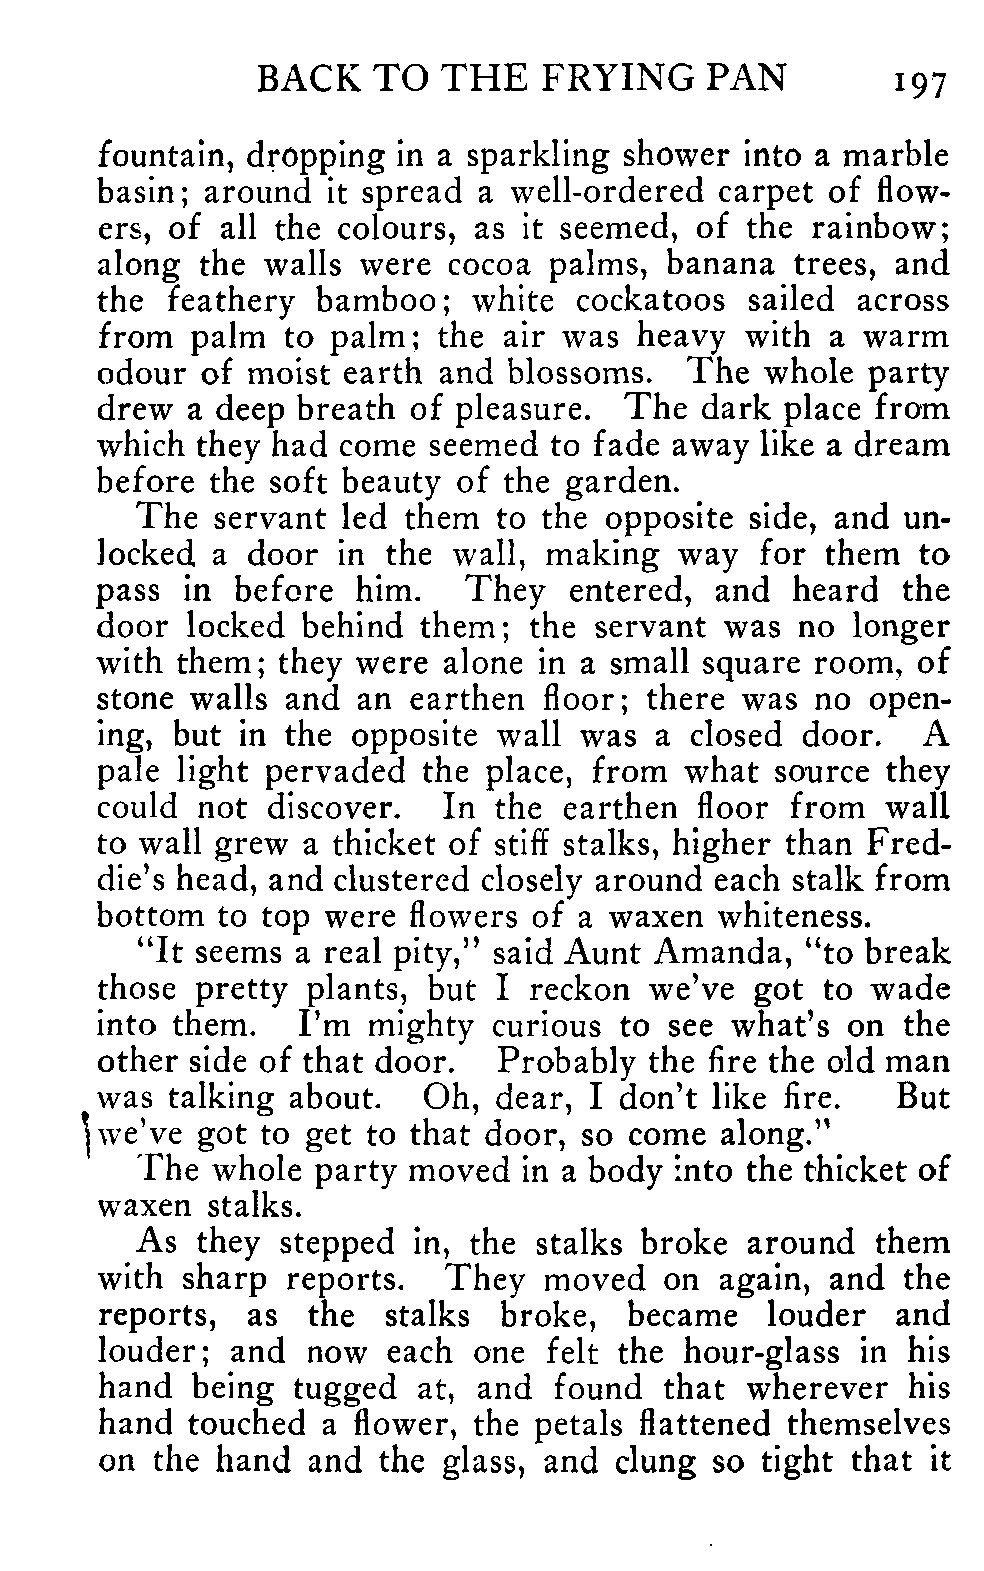 BACK TO THE FRYING PAN 197
fountain, dropping in a sparkling shower into a marble
basin; around it spread a well-ordered carpet of flow-
ers, of all the colours, as it seemed, of the rainbow;
along the walls were cocoa palms, banana trees, and
the feathery bamboo; white cockatoos sailed across
from palm to palm; the air was heavy with a warm
odour of moist earth and blossoms. The whole party
drew a deep breath of pleasure. The dark place from
which they had come seemed to fade away like a dream
before the soft beauty of the garden.
The servant led them to the opposite side, and un-
locked a door in the wall, making way for them to
pass in before him. They entered, and heard the
door locked behind them; the servant was no longer
with them; they were alone in a small square room, of
stone walls and an earthen floor; there was no open-
ing, but in the opposite wall was a closed door. A
pale light pervaded the place, from what source they
could not discover. In the earthen floor from wall
to wall grew a thicket of stiff stalks, higher than Fred-
die's head, and clustered closely around each stalk from
bottom to top were flowers of a waxen whiteness.
"It seems a real pity," said Aunt Amanda, "to break
those pretty plants, but I reckon we've got to wade
into them. I'm mighty curious to see what's on the
other side of that door. Probably the fire the old man
was talking about. Oh, dear, I don't like fire. But
we've got to get to that door, so come along."
The whole party moved in a body into the thicket of
waxen stalks.
As they stepped in, the stalks broke around them
with sharp reports. They moved on again, and the
reports, as the stalks broke, became louder and
louder; and now each one felt the hour-glass in his
hand being tugged at, and found that wherever his
hand touched a flower, the petals flattened themselves
on the hand and the glass, and clung so tight that it